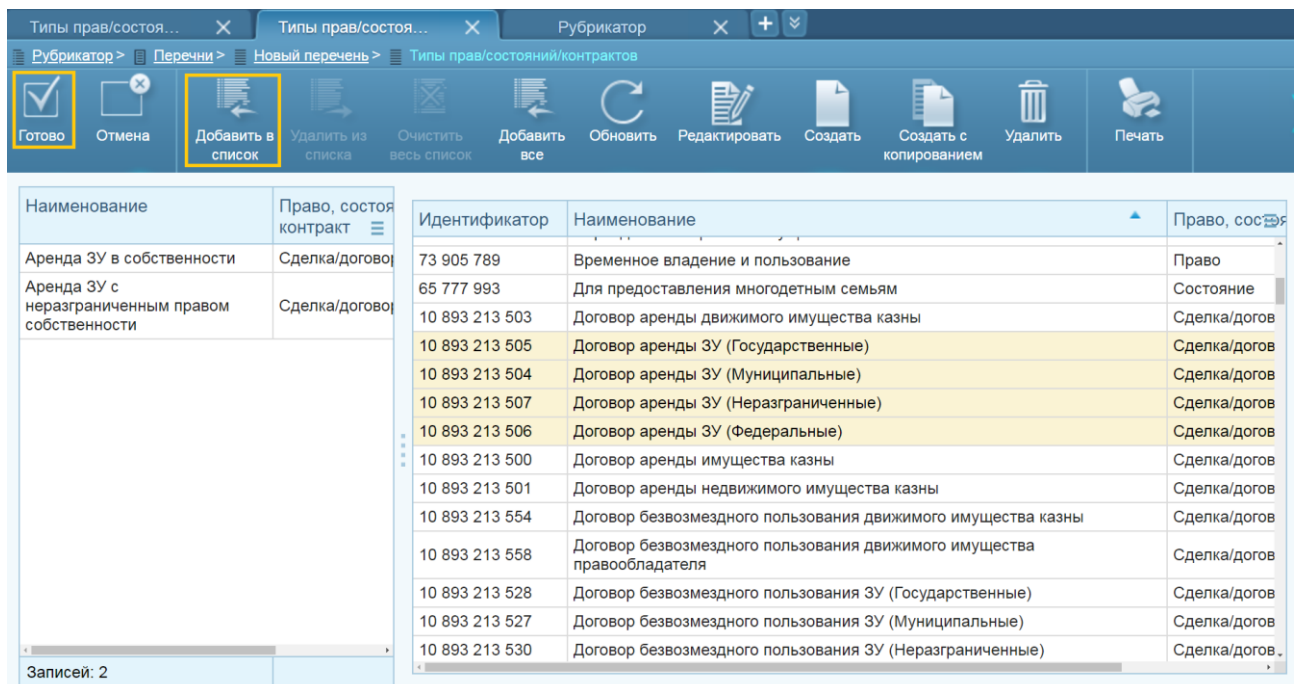 Типы прав/состоя...
Типы прав/состоя...
Рубрикатор
Рубрикатор > Перечни > Новый перечень > Типы прав/состояний/контрактов
Готово
Отмена
Добавить в
список
Удалить из
списка
Очистить
весь список
Добавить
все
Обновить
Редактировать
Создать
Создать с
копированием
Удалить
Печать
Наименование
Право, состоя
контракт
Аренда ЗУ в собственности
Сделка/договор
Аренда ЗУ с
неразграниченным правом
собственности
Сделка/договор
Записей: 2
Идентификатор Наименование Право, сост
73 905 789 Временное владение и пользование Право
65 777 993 Для предоставления многодетным семьям Состояние
10 893 213 503 Договор аренды движимого имущества казны Сделка/догов
10 893 213 505 Договор аренды ЗУ (Государственные) Сделка/догов
10 893 213 504 Договор аренды ЗУ (Муниципальные) Сделка/догов
10 893 213 507 Договор аренды ЗУ (Неразграниченные) Сделка/догов
10 893 213 506 Договор аренды ЗУ (Федеральные) Сделка/догов
10 893 213 500 Договор аренды имущества казны Сделка/догов
10 893 213 501 Договор аренды недвижимого имущества казны Сделка/догов
10 893 213 554 Договор безвозмездного пользования движимого имущества казны Сделка/догов
10 893 213 558 Договор безвозмездного пользования движимого имущества
правообладателя Сделка/догов
10 893 213 528 Договор безвозмездного пользования ЗУ (Государственные) Сделка/догов
10 893 213 527 Договор безвозмездного пользования ЗУ (Муниципальные) Сделка/догов
10 893 213 530 Договор безвозмездного пользования ЗУ (Неразграниченные) Сделка/догов